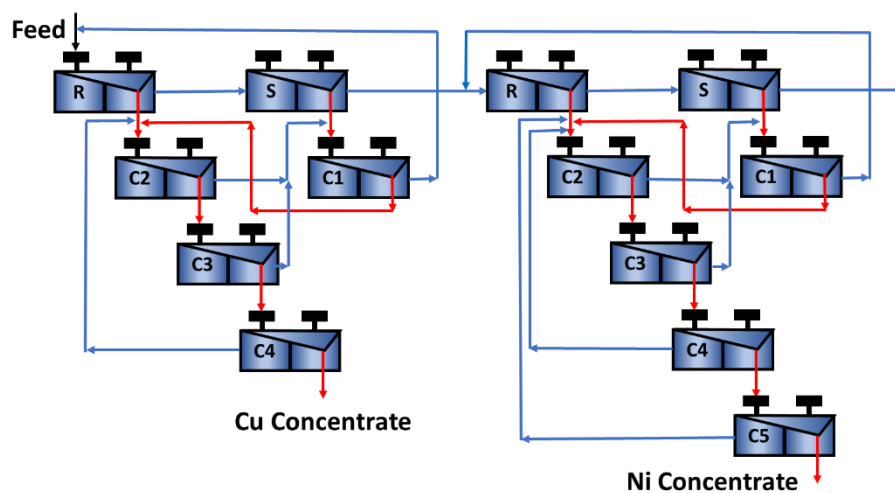 Feed
R
S
R
S
C2
C1
C2
C1
C3
C3
C4
C4
Cu Concentrate
C5
Ni Concentrate